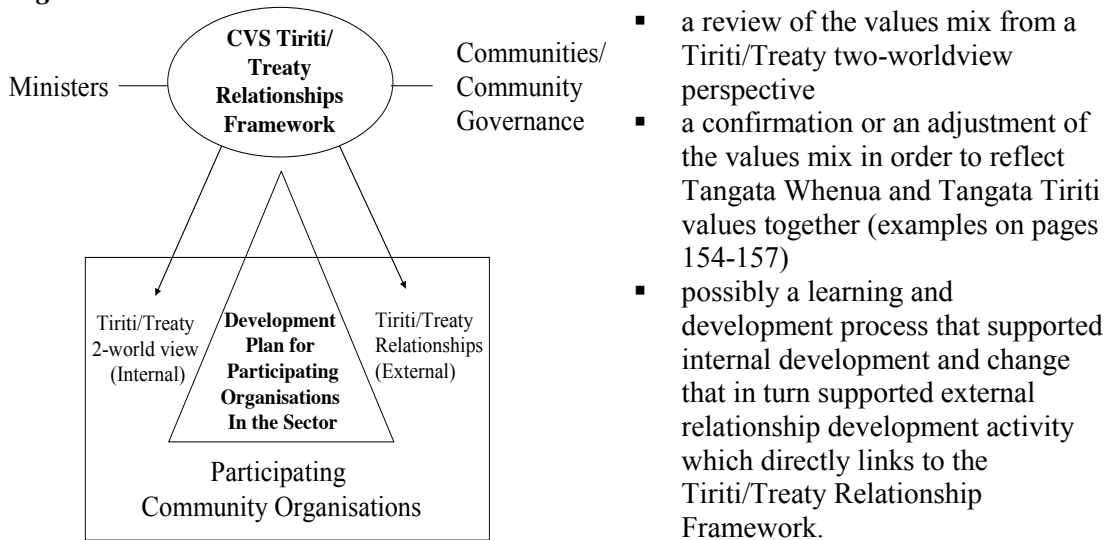 CVS Tiriti/
Treaty
Relationships
Framework
Ministers
Communities/
Community
Governance
Tiriti/Treaty
2-world view
(Internal)
Development
Plan for
Participating
Organisations
In the Sector
Tiriti/Treaty
Relationships
(External)
Participating
Community Organisations
▪ a review of the values mix from a
Tiriti/Treaty two-worldview
perspective
▪ a confirmation or an adjustment of
the values mix in order to reflect
Tangata Whenua and Tangata Tiriti
values together (examples on pages
154-157)
▪ possibly a learning and
development process that supported
internal development and change
that in turn supported external
relationship development activity
which directly links to the
Tiriti/Treaty Relationship
Framework.